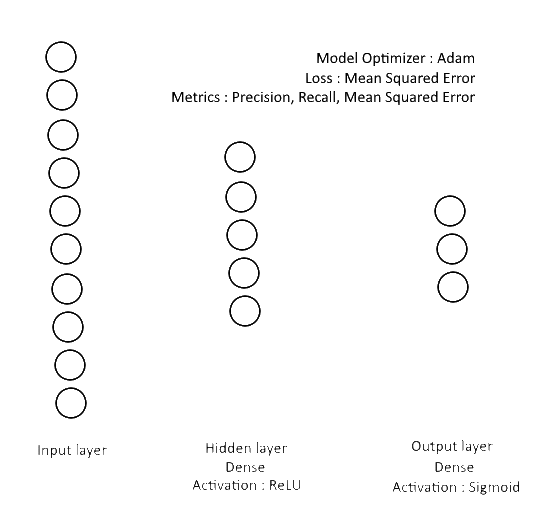 Model Optimizer : Adam
Loss : Mean Squared Error
Metrics : Precision, Recall, Mean Squared Error
Input layer
Hidden layer
Dense
Activation : ReLU
Output layer
Dense
Activation : Sigmoid